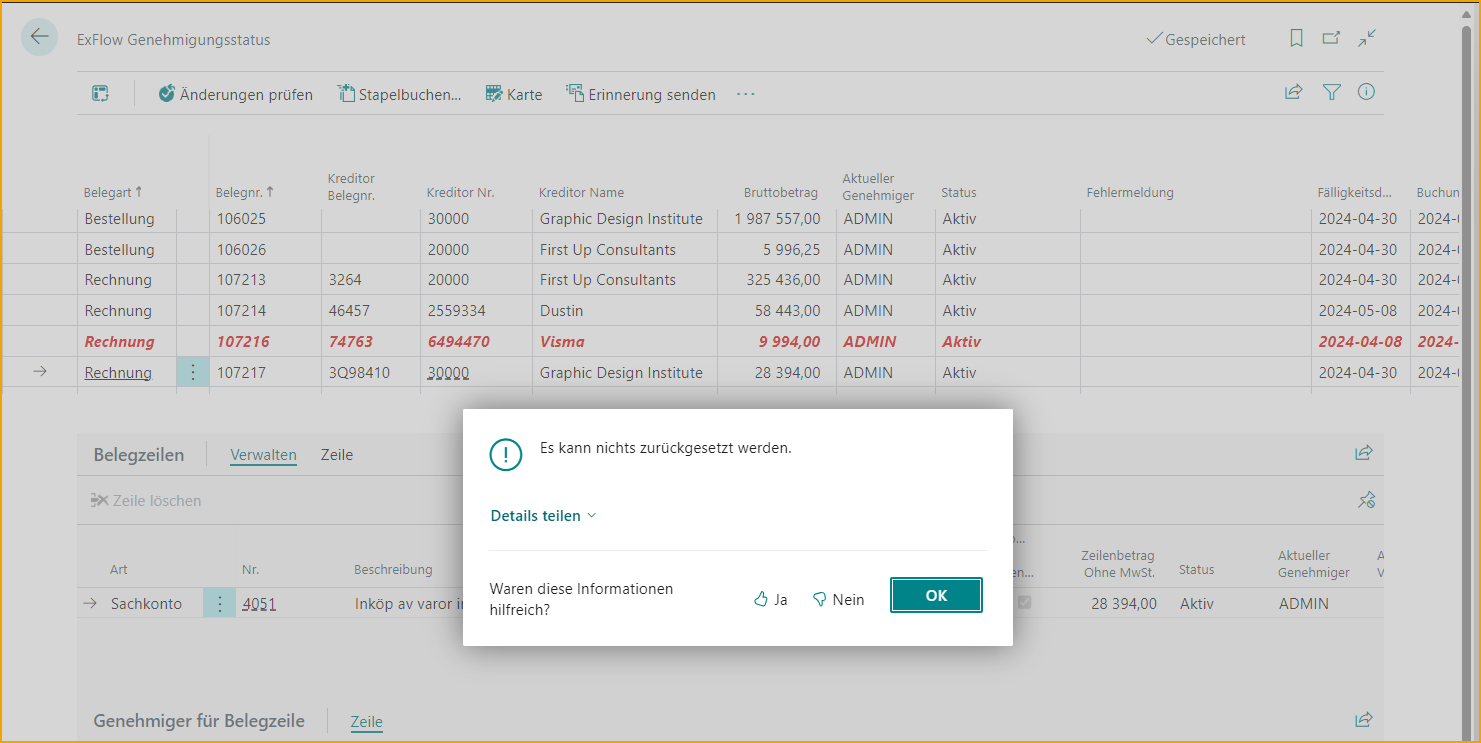 ExFlow Genehmigungsstatus
Gespeichert
Änderungen prüfen Stapelbuchen... Karte Erinnerung senden ...
Belegart ↑ Belegnr. ↑ Kreditor Belegnr. Kreditor Nr. Kreditor Name Bruttobetrag Aktueller Genehmiger Status Fehlermeldung Fälligkeitsd... Buchun
Bestellung 106025 30000 Graphic Design Institute 1 987 557,00 ADMIN Aktiv 2024-04-30 2024-
Bestellung 106026 20000 First Up Consultants 5 996,25 ADMIN Aktiv 2024-04-30 2024-
Rechnung 107213 3264 20000 First Up Consultants 325 436,00 ADMIN Aktiv 2024-04-30 2024-
Rechnung 107214 46457 2559334 Dustin 58 443,00 ADMIN Aktiv 2024-05-08 2024-
Rechnung 107216 74763 6494470 Visma 9 994,00 ADMIN Aktiv 2024-04-08 2024-
Rechnung 107217 3Q98410 30000 Graphic Design Institute 28 394,00 ADMIN Aktiv 2024-04-30 2024-
Es kann nichts zurückgesetzt werden.
Details teilen
Waren diese Informationen
hilfreich?
Ja Nein OK
Belegzeilen Verwalten Zeile
Zeile löschen
Art Nr. Beschreibung Zeilenbetrag Ohne MwSt. Status Aktueller Genehmiger
Sachkonto 4051 Inköp av varor 28 394,00 Aktiv ADMIN
Genehmiger für Belegzeile Zeile